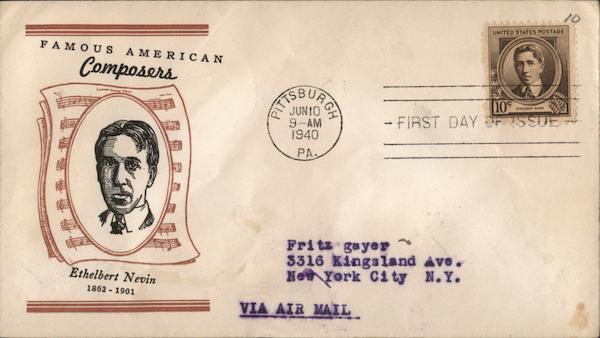 FAMOUS AMERICAN
Composers
Ethelbert Nevin
1862 - 1901
PITTSBURGH
JUN 10
9-AM
1940
PA.
10
UNITED STATES POSTAGE
10¢
ETHELBERT NEVIN
FIRST DAY OF ISSUE
Fritz gayer
3316 Kingsland Ave.
New York City N.Y.
VIA AIR MAIL